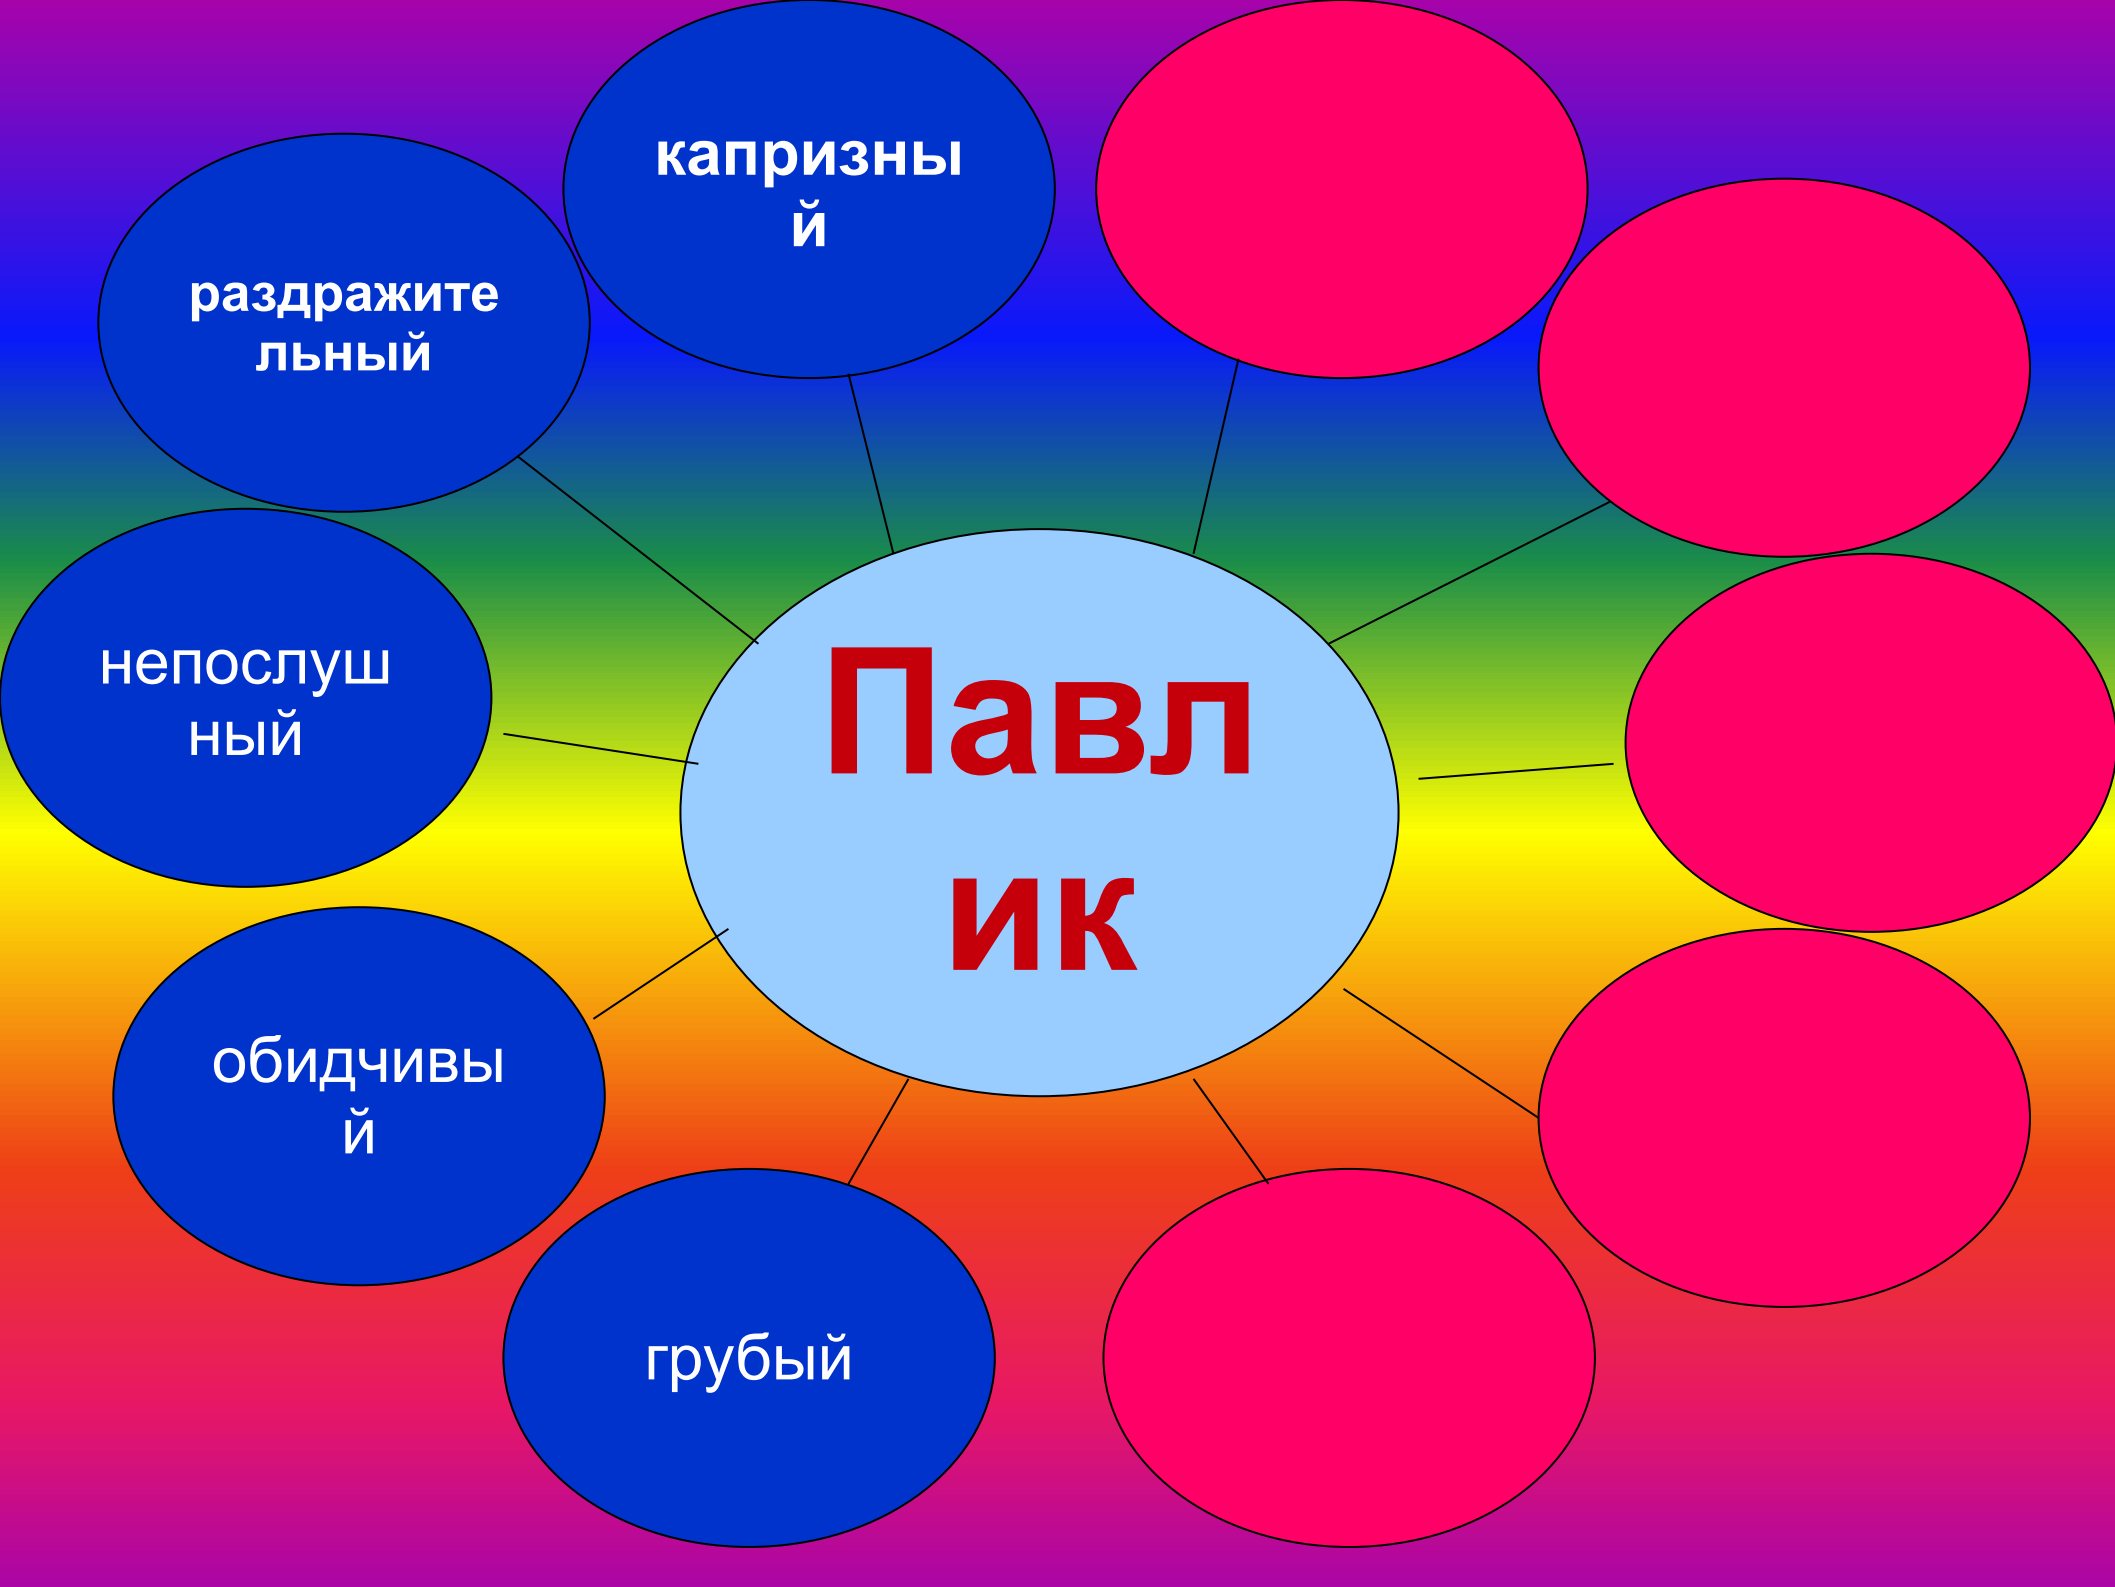 капризны
й
раздражите
льный
непослуш
ный
Павл
ик
обидчивы
й
грубый